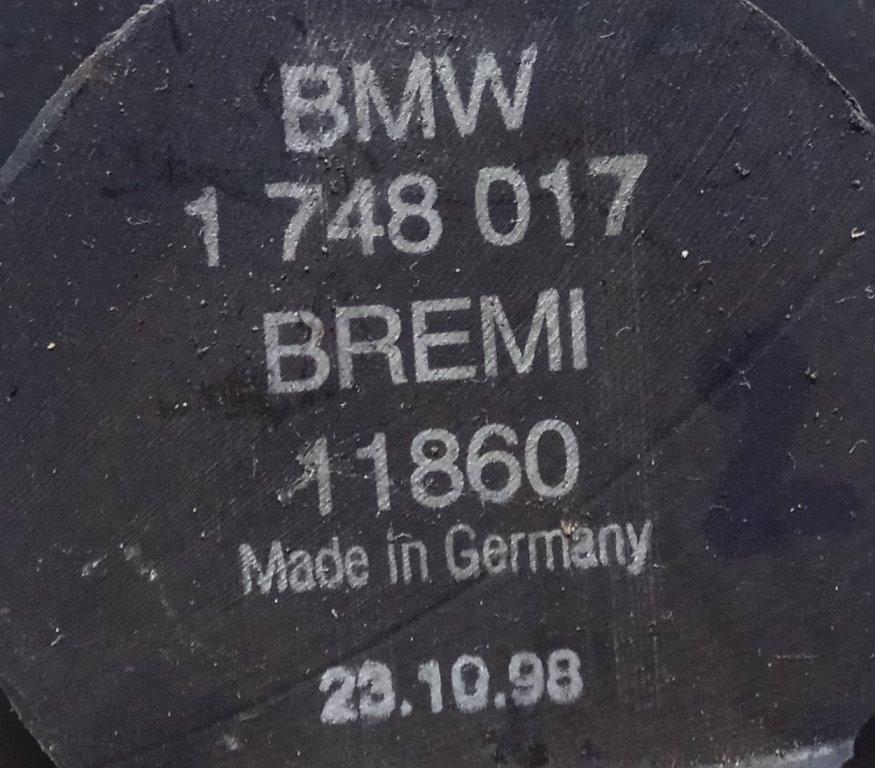 BMW
1 748 017
BREMI
11860
Made in Germany
23.10.98